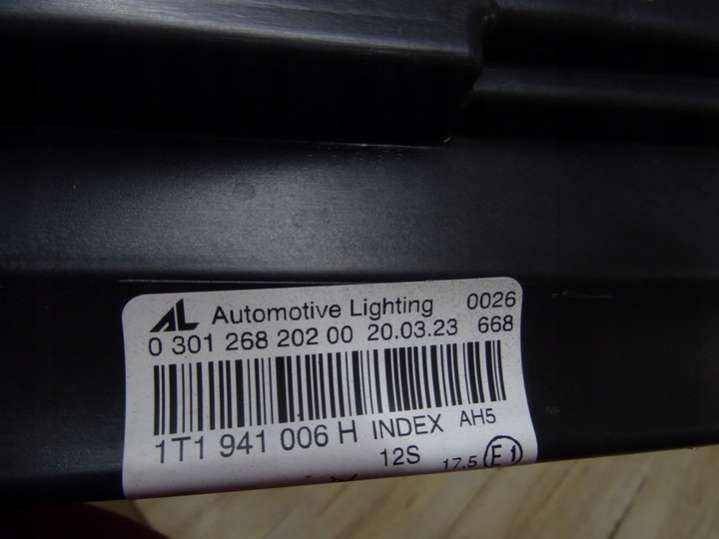 AL Automotive Lighting 0026
0 301 268 202 00 20.03.23 668
1T1 941 006 H INDEX AH5
12S 17.5 E1